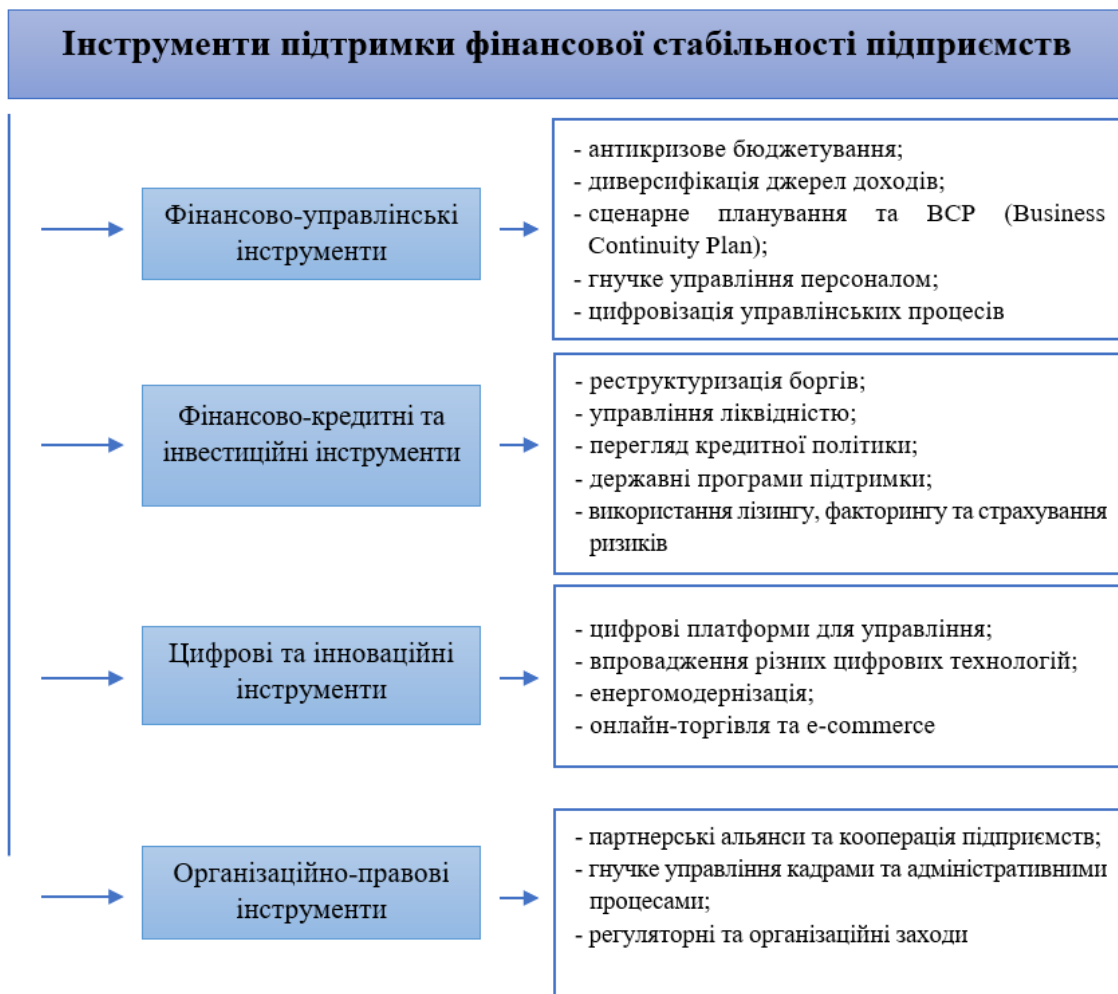 Інструменти підтримки фінансової стабільності підприємств
Фінансово-управлінські
інструменти
- антикризове бюджетування;
- диверсифікація джерел доходів;
- сценарне планування та BCP (Business
Continuity Plan);
- гнучке управління персоналом;
- цифровізація управлінських процесів
Фінансово-кредитні та
інвестиційні інструменти
- реструктуризація боргів;
- управління ліквідністю;
- перегляд кредитної політики;
- державні програми підтримки;
- використання лізингу, факторингу та страхування
ризиків
Цифрові та інноваційні
інструменти
- цифрові платформи для управління;
- впровадження різних цифрових технологій;
- енергомодернізація;
- онлайн-торгівля та e-commerce
Організаційно-правові
інструменти
- партнерські альянси та кооперація підприємств;
- гнучке управління кадрами та адміністративними
процесами;
- регуляторні та організаційні заходи